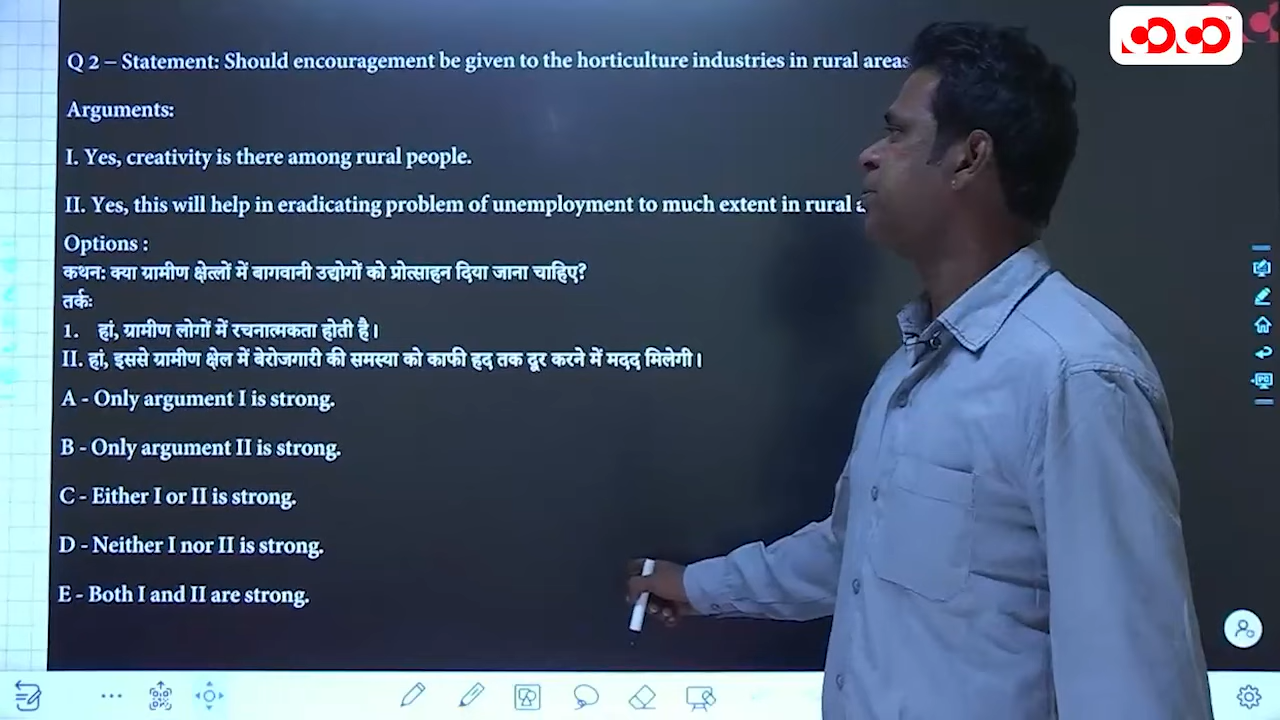 Q 2 – Statement: Should encouragement be given to the horticulture industries in rural areas
Arguments:
I. Yes, creativity is there among rural people.
II. Yes, this will help in eradicating problem of unemployment to much extent in rural
Options :
कथन: क्या ग्रामीण क्षेत्लों में बागवानी उद्योगों को प्रोत्साहन दिया जाना चाहिए?
तर्कः
1. हां, ग्रामीण लोगों में रचनात्मकता होती है।
II. हां, इससे ग्रामीण क्षेल में बेरोजगारी की समस्या को काफी हद तक दूर करने में मदद मिलेगी।
A - Only argument I is strong.
B - Only argument II is strong.
C - Either I or II is strong.
D - Neither I nor II is strong.
E - Both I and II are strong.